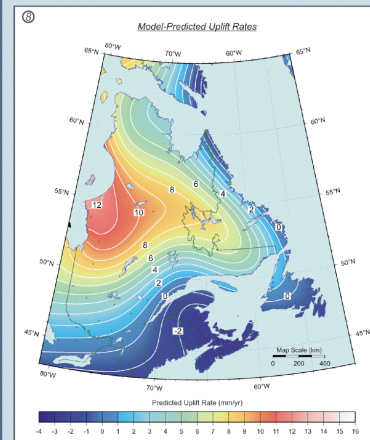 8
Model-Predicted Uplift Rates
65°N 60°W 70°W 60°W 65°N
60°N 60°N
6
8
4
55°N 55°N
12
10
2
0
8
50°N 50°N
6
4
2
0 0
-2
45°N 45°N
Map Scale (km)
0 200 400
80°W
70°W 60°W
Predicted Uplift Rate (mm/yr)
-4 -3 -2 -1 0 1 2 3 4 5 6 7 8 9 10 11 12 13 14 15 16